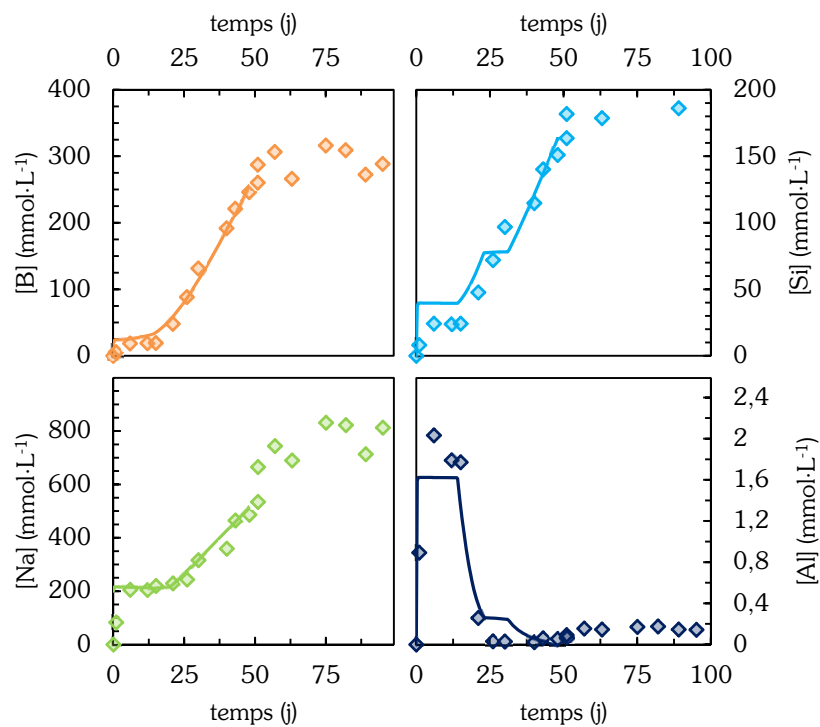 temps (j)
temps (j)
0 25 50 75
0 25 50 75 100
400
300
200
100
0
[B] (mmol·L⁻¹)
200
150
100
50
0
[Si] (mmol·L⁻¹)
800
600
400
200
0
[Na] (mmol·L⁻¹)
2,4
2
1,6
1,2
0,8
0,4
0
[Al] (mmol·L⁻¹)
0 25 50 75
0 25 50 75 100
temps (j)
temps (j)